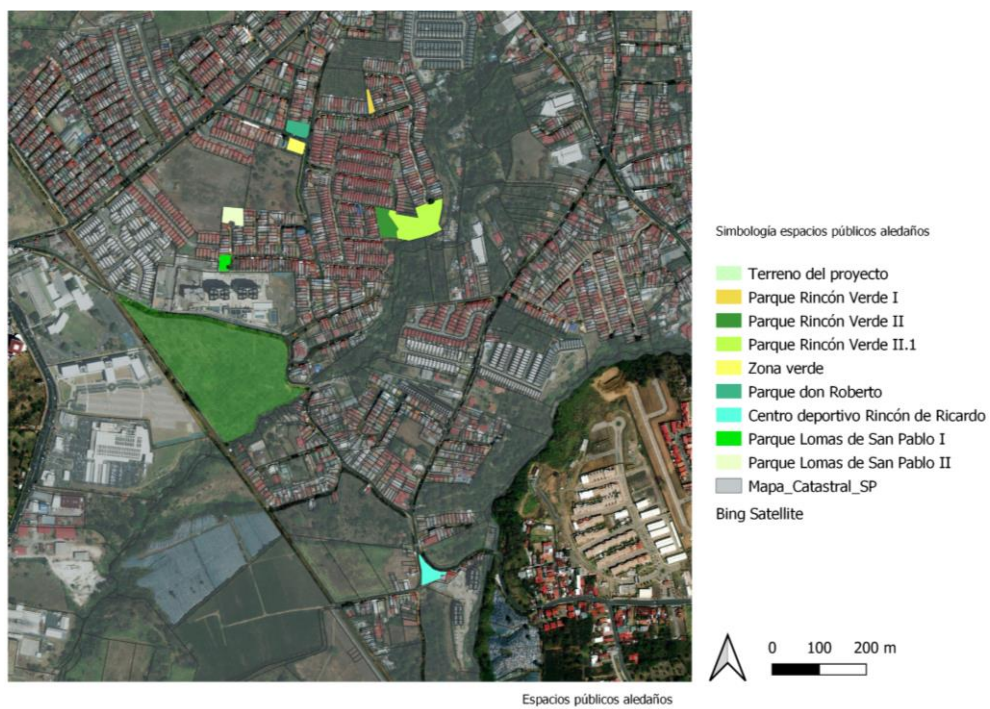 Simbología espacios públicos aledaños
Terreno del proyecto
Parque Rincón Verde I
Parque Rincón Verde II
Parque Rincón Verde II.1
Zona verde
Parque don Roberto
Centro deportivo Rincón de Ricardo
Parque Lomas de San Pablo I
Parque Lomas de San Pablo II
Mapa_Catastral_SP
Bing Satellite
0 100 200 m
Espacios públicos aledaños